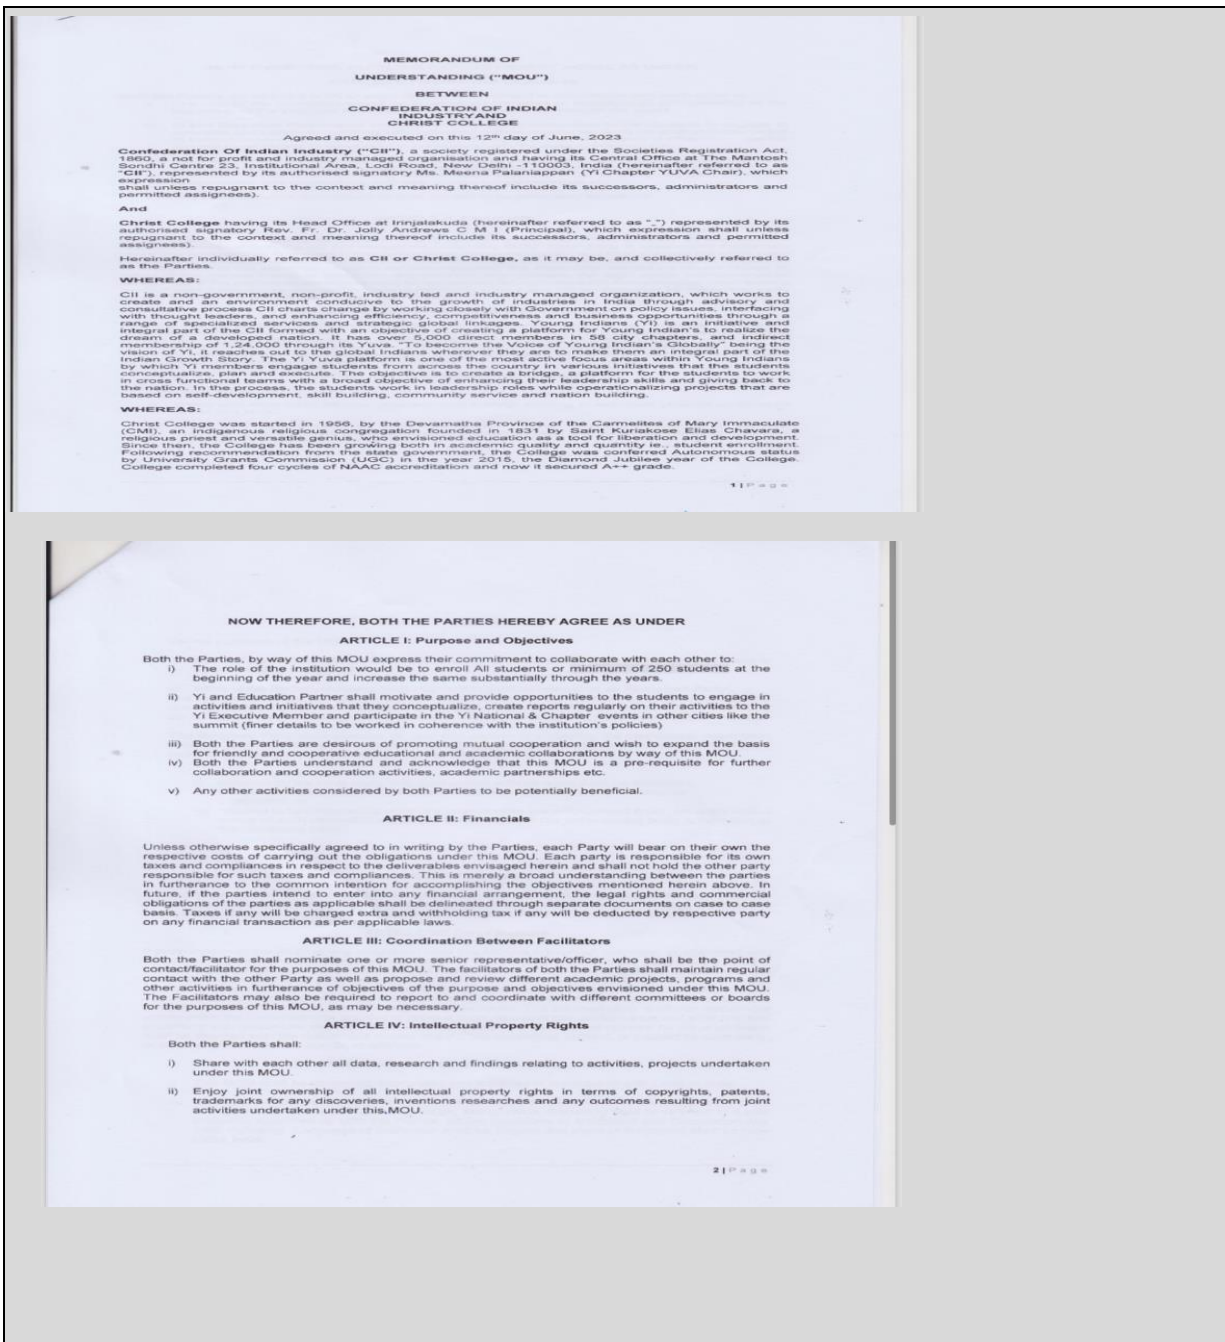 MEMORANDUM OF
UNDERSTANDING ("MOU")
BETWEEN
CONFEDERATION OF INDIAN
INDUSTRYAND
CHRIST COLLEGE
Agreed and executed on this 12th day of June, 2023
Confederation Of Indian Industry ("CII"), a society registered under the Societies Registration Act,
1860, a not for profit and industry managed organisation and having its Central Office at The Mantosh
Sondhi Centre 23, Institutional Area, Lodi Road, New Delhi -110003, India (hereinafter referred to as
"CII"), represented by its authorised signatory Ms. Meena Palaniappan (Yi Chapter YUVA Chair), which
expression
shall unless repugnant to the context and meaning thereof include its successors, administrators and
permitted assignees).
And
Christ College having its Head Office at Irinjalakuda (hereinafter referred to as "_") represented by its
authorised signatory Rev. Fr. Dr. Jolly Andrews C M I (Principal), which expression shall unless
repugnant to the context and meaning thereof include its successors, administrators and permitted
assignees).
Hereinafter individually referred to as CII or Christ College, as it may be, and collectively referred to
as the Parties.
WHEREAS:
CII is a non-government, non-profit, industry led and industry managed organization, which works to
create and an environment conducive to the growth of industries in India through advisory and
consultative process CII charts change by working closely with Government on policy issues, interfacing
with thought leaders, and enhancing efficiency, competitiveness and business opportunities through a
range of specialized services and strategic global linkages. Young Indians (Yi) is an initiative and
integral part of the CII formed with an objective of creating a platform for Young Indian's to realize the
dream of a developed nation. It has over 5,000 direct members in 58 city chapters, and indirect
membership of 1,24,000 through its Yuva. "To become the Voice of Young Indian's Globally" being the
vision of Yi, it reaches out to the global Indians wherever they are to make them an integral part of the
Indian Growth Story. The Yi Yuva platform is one of the most active focus areas within Young Indians
by which Yi members engage students from across the country in various initiatives that the students
conceptualize, plan and execute. The objective is to create a bridge, a platform for the students to work
in cross functional teams with a broad objective of enhancing their leadership skills and giving back to
the nation. In the process, the students work in leadership roles while operationalizing projects that are
based on self-development, skill building, community service and nation building.
WHEREAS:
Christ College was started in 1956, by the Devamatha Province of the Carmelites of Mary Immaculate
(CMI), an indigenous religious congregation founded in 1831 by Saint Kuriakose Elias Chavara, a
religious priest and versatile genius, who envisioned education as a tool for liberation and development.
Since then, the College has been growing both in academic quality and quantity ie., student enrollment.
Following recommendation from the state government, the College was conferred Autonomous status
by University Grants Commission (UGC) in the year 2015, the Diamond Jubilee year of the College.
College completed four cycles of NAAC accreditation and now it secured A++ grade.
1 | Page
NOW THEREFORE, BOTH THE PARTIES HEREBY AGREE AS UNDER
ARTICLE I: Purpose and Objectives
Both the Parties, by way of this MOU express their commitment to collaborate with each other to:
i) The role of the institution would be to enroll All students or minimum of 250 students at the
beginning of the year and increase the same substantially through the years.
ii) Yi and Education Partner shall motivate and provide opportunities to the students to engage in
activities and initiatives that they conceptualize, create reports regularly on their activities to the
Yi Executive Member and participate in the Yi National & Chapter events in other cities like the
summit (finer details to be worked in coherence with the institution's policies)
iii) Both the Parties are desirous of promoting mutual cooperation and wish to expand the basis
for friendly and cooperative educational and academic collaborations by way of this MOU.
iv) Both the Parties understand and acknowledge that this MOU is a pre-requisite for further
collaboration and cooperation activities, academic partnerships etc.
v) Any other activities considered by both Parties to be potentially beneficial.
ARTICLE II: Financials
Unless otherwise specifically agreed to in writing by the Parties, each Party will bear on their own the
respective costs of carrying out the obligations under this MOU. Each party is responsible for its own
taxes and compliances in respect to the deliverables envisaged herein and shall not hold the other party
responsible for such taxes and compliances. This is merely a broad understanding between the parties
in furtherance to the common intention for accomplishing the objectives mentioned herein above. In
future, if the parties intend to enter into any financial arrangement, the legal rights and commercial
obligations of the parties as applicable shall be delineated through separate documents on case to case
basis. Taxes if any will be charged extra and withholding tax if any will be deducted by respective party
on any financial transaction as per applicable laws.
ARTICLE III: Coordination Between Facilitators
Both the Parties shall nominate one or more senior representative/officer, who shall be the point of
contact/facilitator for the purposes of this MOU. The facilitators of both the Parties shall maintain regular
contact with the other Party as well as propose and review different academic projects, programs and
other activities in furtherance of objectives of the purpose and objectives envisioned under this MOU.
The Facilitators may also be required to report to and coordinate with different committees or boards
for the purposes of this MOU, as may be necessary.
ARTICLE IV: Intellectual Property Rights
Both the Parties shall:
i) Share with each other all data, research and findings relating to activities, projects undertaken
under this MOU.
ii) Enjoy joint ownership of all intellectual property rights in terms of copyrights, patents,
trademarks for any discoveries, inventions researches and any outcomes resulting from joint
activities undertaken under this MOU.
2 | Page